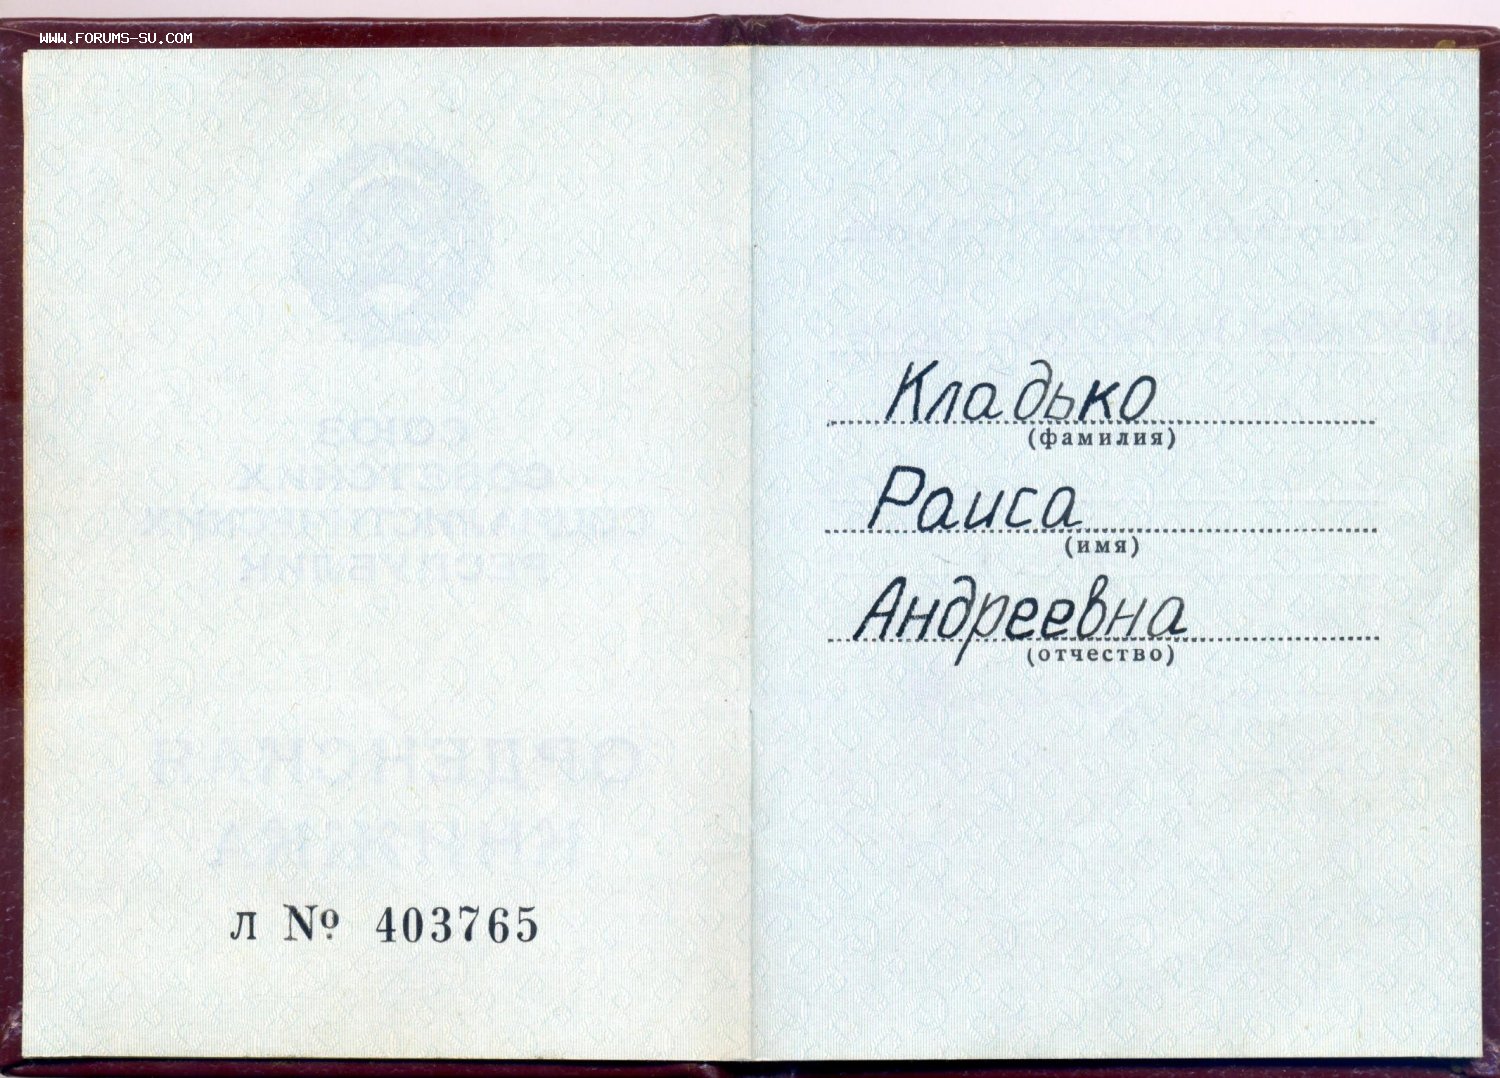 WWW.FORUMS-SU.COM
СОЮЗ
СОВЕТСКИХ
СОЦИАЛИСТИЧЕСКИХ
РЕСПУБЛИК
ОРДЕНСКАЯ
КНИЖКА
Л № 403765
Кладько
(фамилия)
Раиса
(имя)
Андреевна
(отчество)